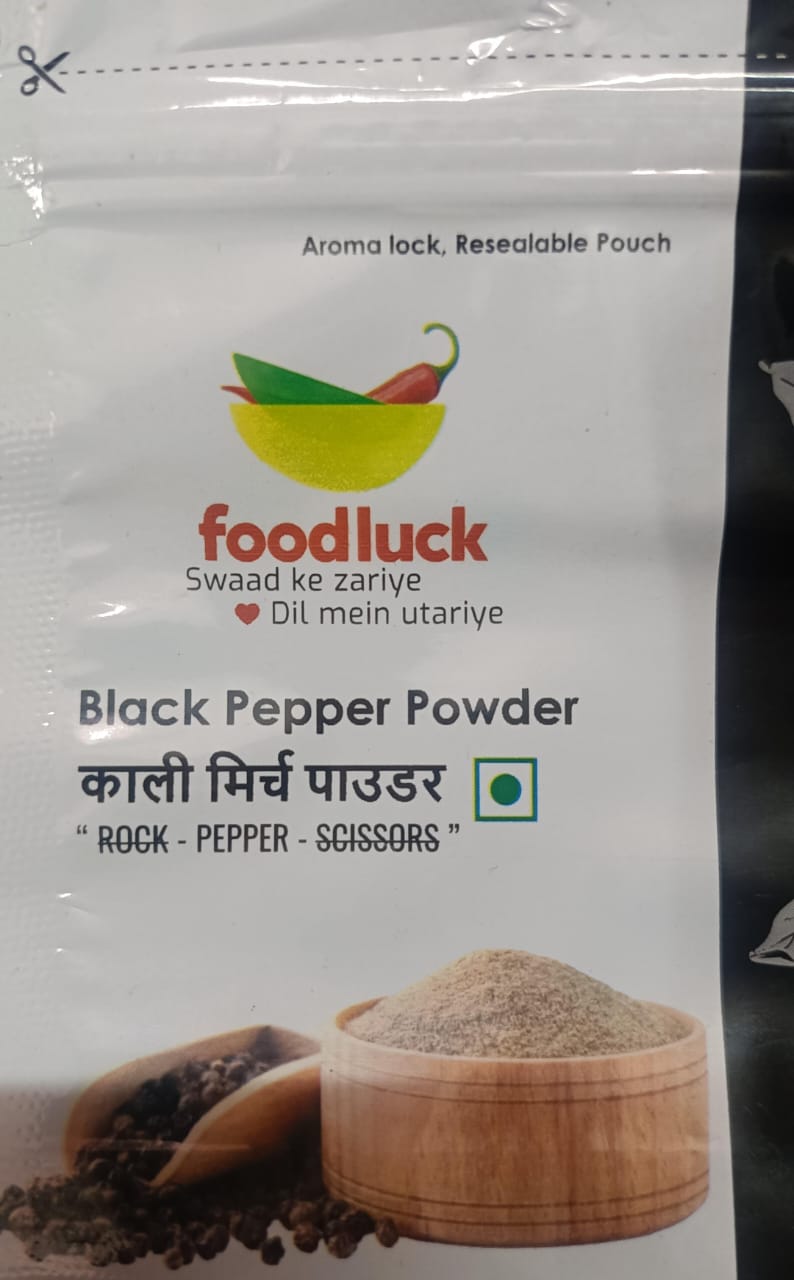 Aroma lock, Resealable Pouch
foodluck
Swaad ke zariye
Dil mein utariye
Black Pepper Powder
काली मिर्च पाउडर
“ ROCK - PEPPER - SCISSORS ”